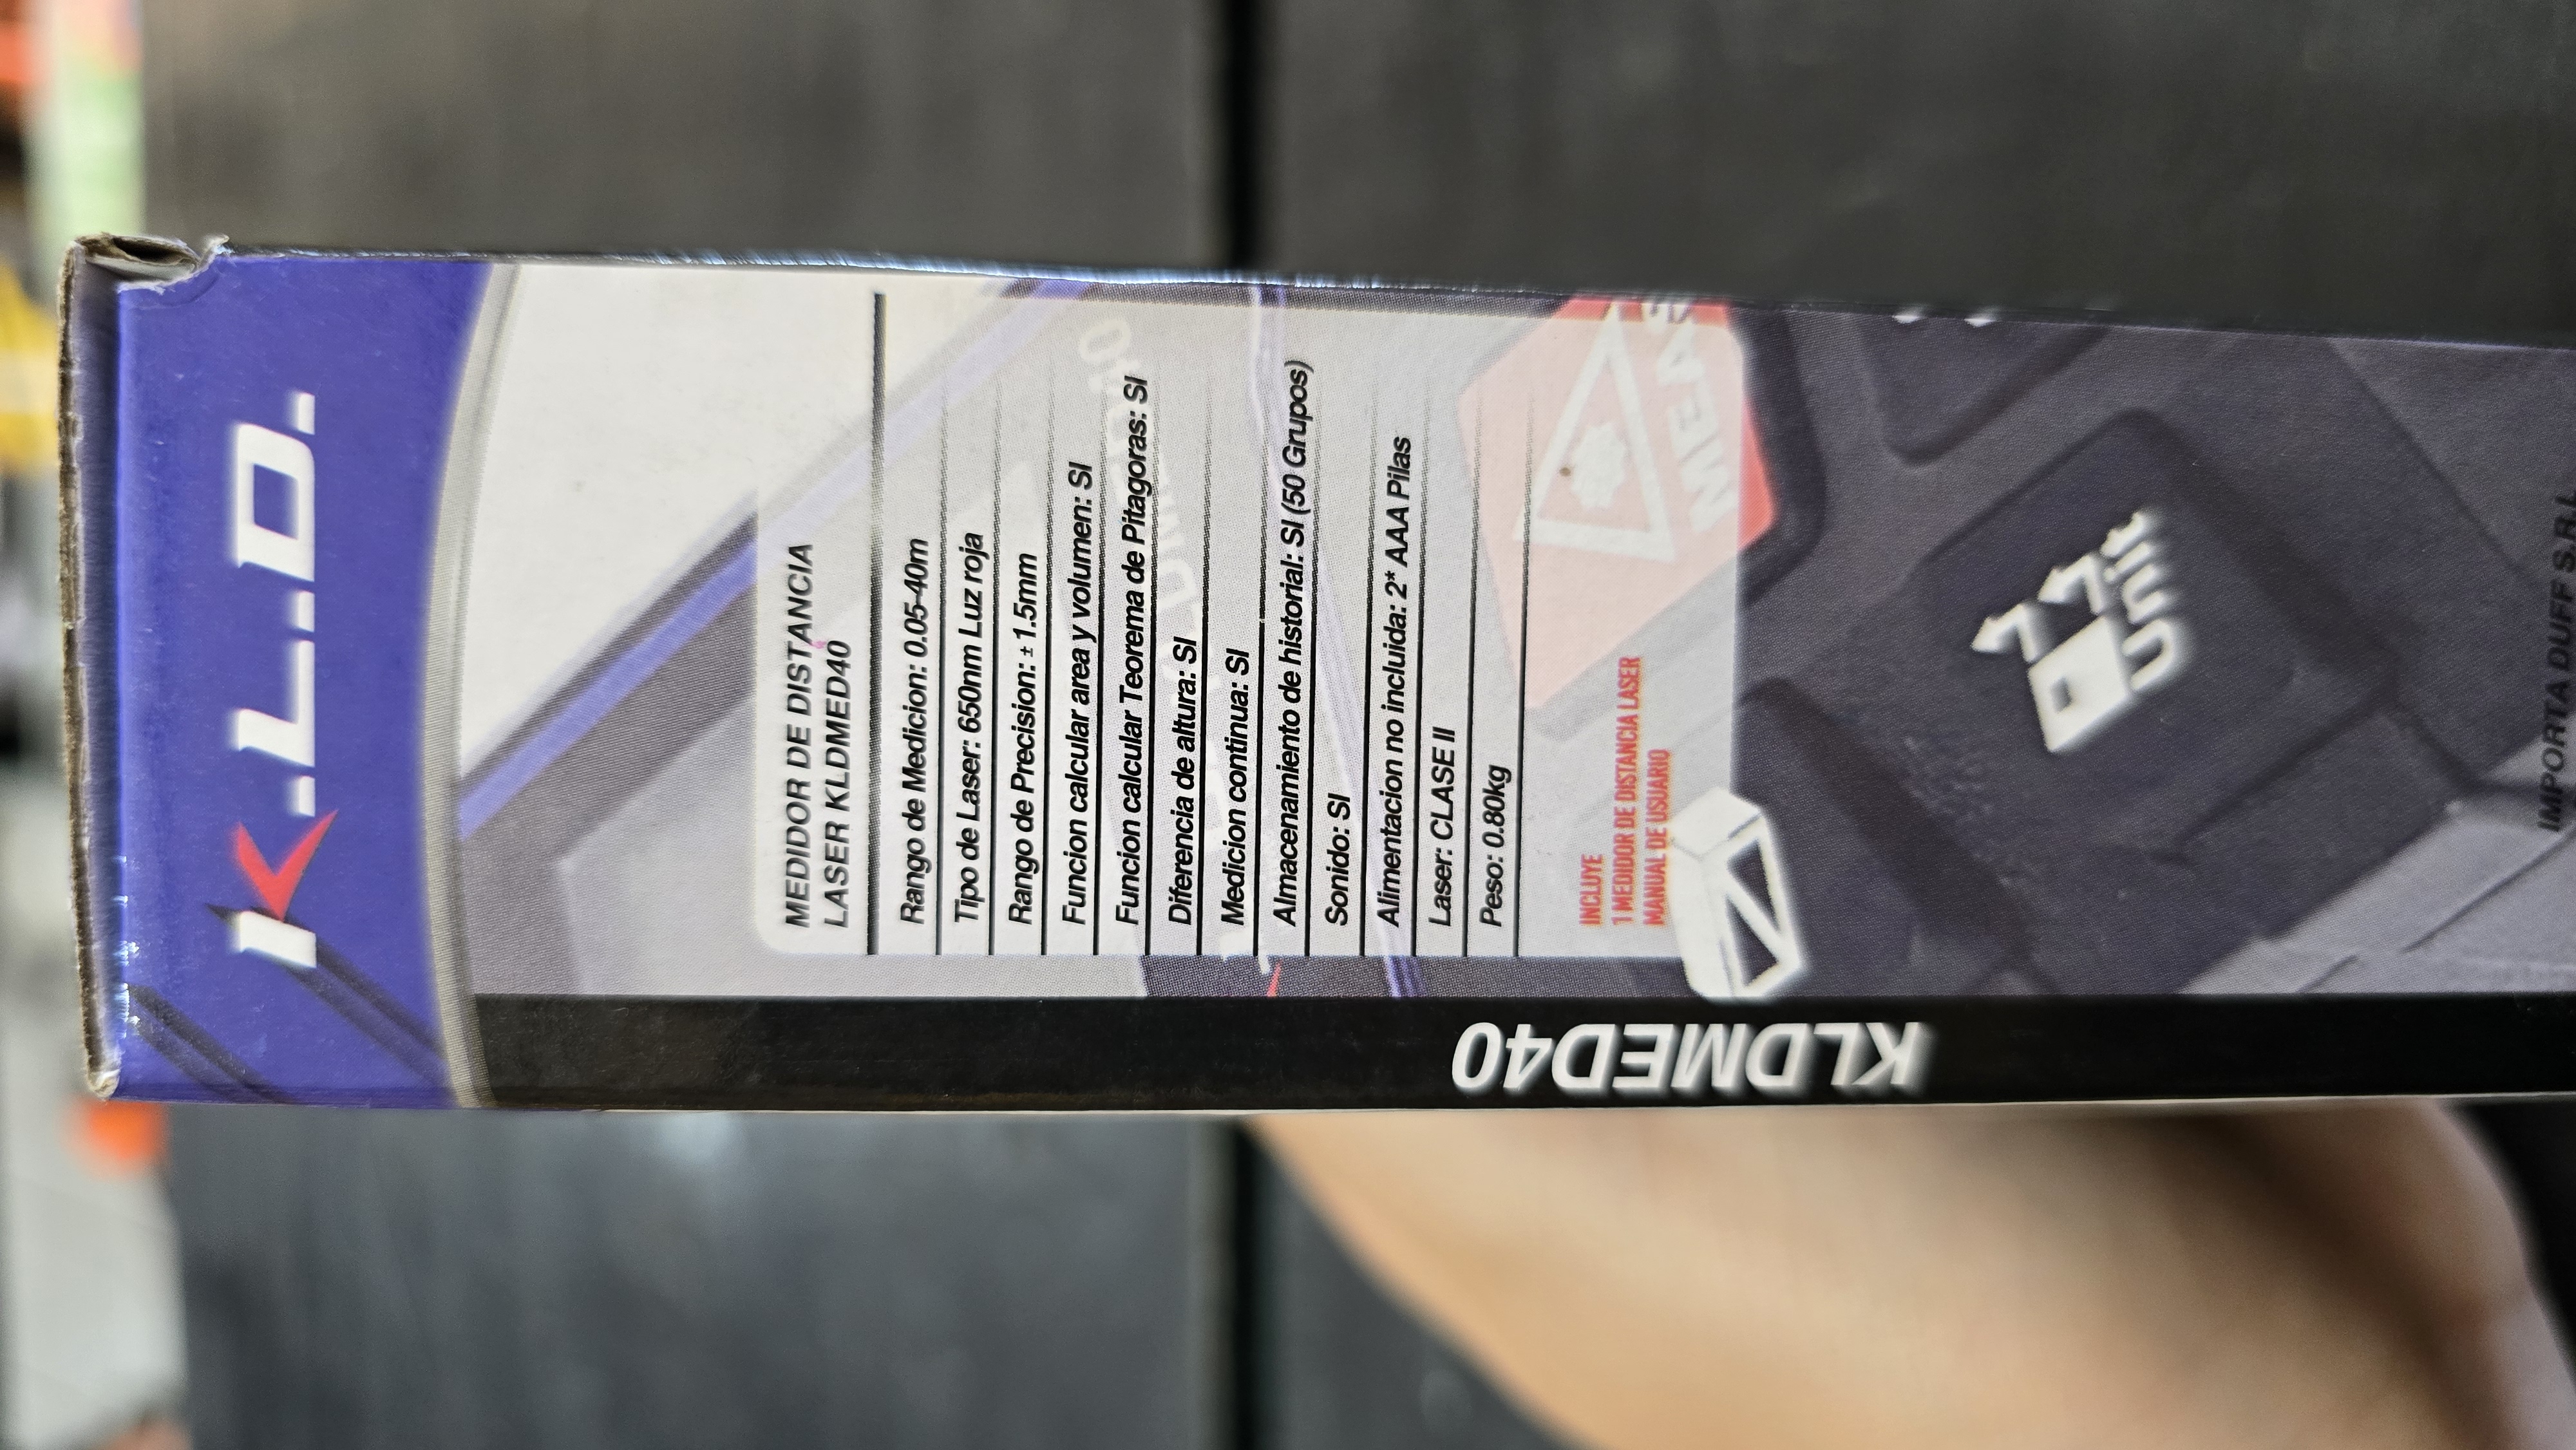 K.L.D.
MEDIDOR DE DISTANCIA
LASER KLDMED40
Rango de Medicion: 0.05-40m
Tipo de Laser: 650nm Luz roja
Rango de Precision: ± 1.5mm
Funcion calcular area y volumen: SI
Funcion calcular Teorema de Pitagoras: SI
Diferencia de altura: SI
Medicion continua: SI
Almacenamiento de historial: SI (50 Grupos)
Sonido: SI
Alimentacion no incluida: 2* AAA Pilas
Laser: CLASE II
Peso: 0.80kg
INCLUYE
1 MEDIDOR DE DISTANCIA LASER
MANUAL DE USUARIO
MEAS
unit
IMPORTA DUFF S.R.L
KLDMED40